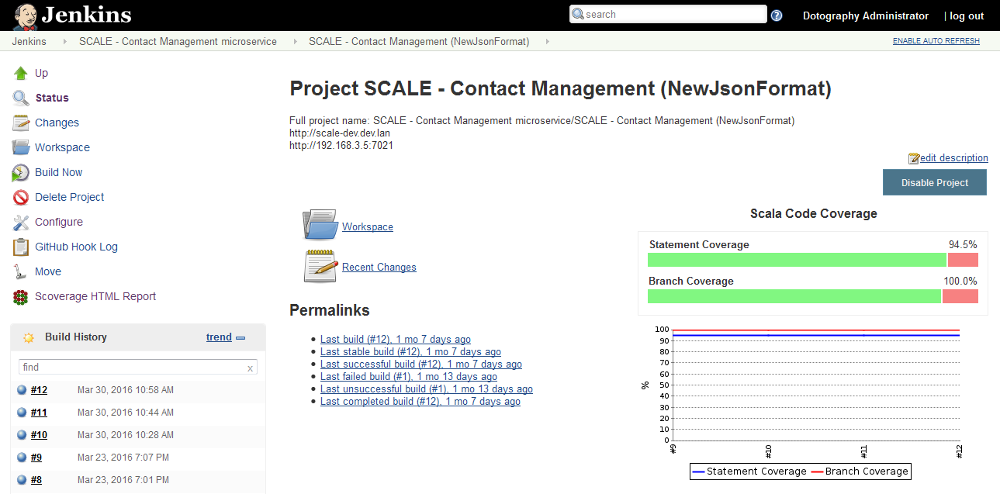 Jenkins
search
?
Dotography Administrator | log out
Jenkins SCALE - Contact Management microservice SCALE - Contact Management (NewJsonFormat)
ENABLE AUTO REFRESH
Up
Status
Changes
Workspace
Build Now
Delete Project
Configure
GitHub Hook Log
Move
Scoverage HTML Report
Build History trend
find x
#12 Mar 30, 2016 10:58 AM
#11 Mar 30, 2016 10:44 AM
#10 Mar 30, 2016 10:28 AM
#9 Mar 23, 2016 7:07 PM
#8 Mar 23, 2016 7:01 PM
Project SCALE - Contact Management (NewJsonFormat)
Full project name: SCALE - Contact Management microservice/SCALE - Contact Management (NewJsonFormat)
http://scale-dev.dev.lan
http://192.168.3.5:7021
edit description
Disable Project
Workspace
Recent Changes
Permalinks
Last build (#12), 1 mo 7 days ago
Last stable build (#12), 1 mo 7 days ago
Last successful build (#12), 1 mo 7 days ago
Last failed build (#1), 1 mo 13 days ago
Last unsuccessful build (#1), 1 mo 13 days ago
Last completed build (#12), 1 mo 7 days ago
Scala Code Coverage
Statement Coverage 94.5%
Branch Coverage 100.0%
100
90
80
70
60
50
40
30
20
10
0
%
#9 #10 #11 #12
Statement Coverage Branch Coverage